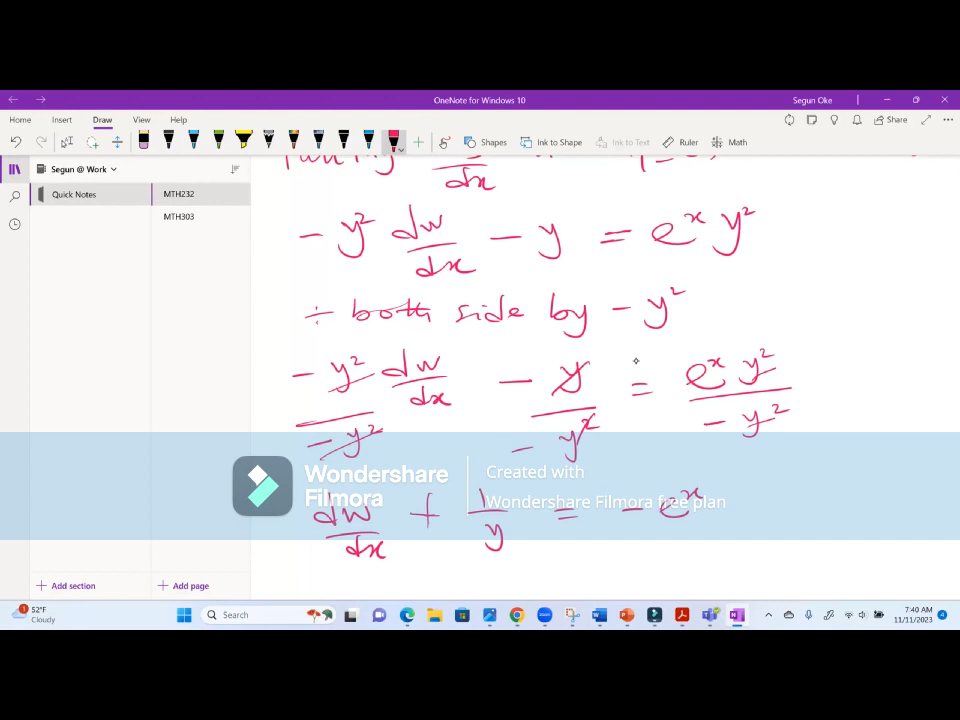 OneNote for Windows 10
Segun Oke
Home Insert Draw View Help
Share
Shapes Ink to Shape Ink to Text Ruler Math
Segun @ Work
Quick Notes
MTH232
MTH303
dx
- y² dw/dx - y = eˣ y²
÷ both side by - y²
- y² dw/dx / - y² - y / - y² = eˣ y² / - y²
Wondershare Filmora
Created with
Wondershare Filmora free plan
dw/dx + 1/y = - eˣ
Add section
Add page
1
52°F
Cloudy
Search
7:40 AM
11/11/2023
4